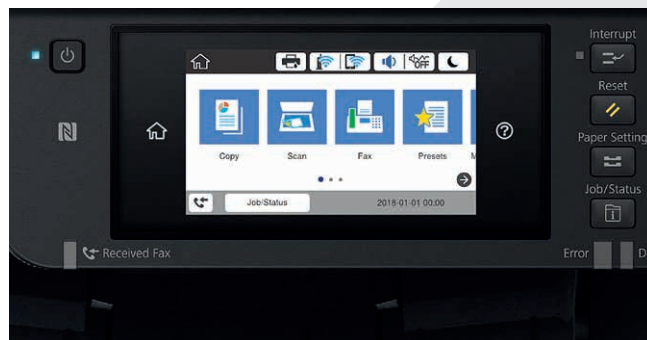 Interrupt
OFF
Reset
Copy
Scan
Fax
Presets
M
Paper Setting
Job/Status
2018-01-01 00:00
Job/Status
Received Fax
Error
D